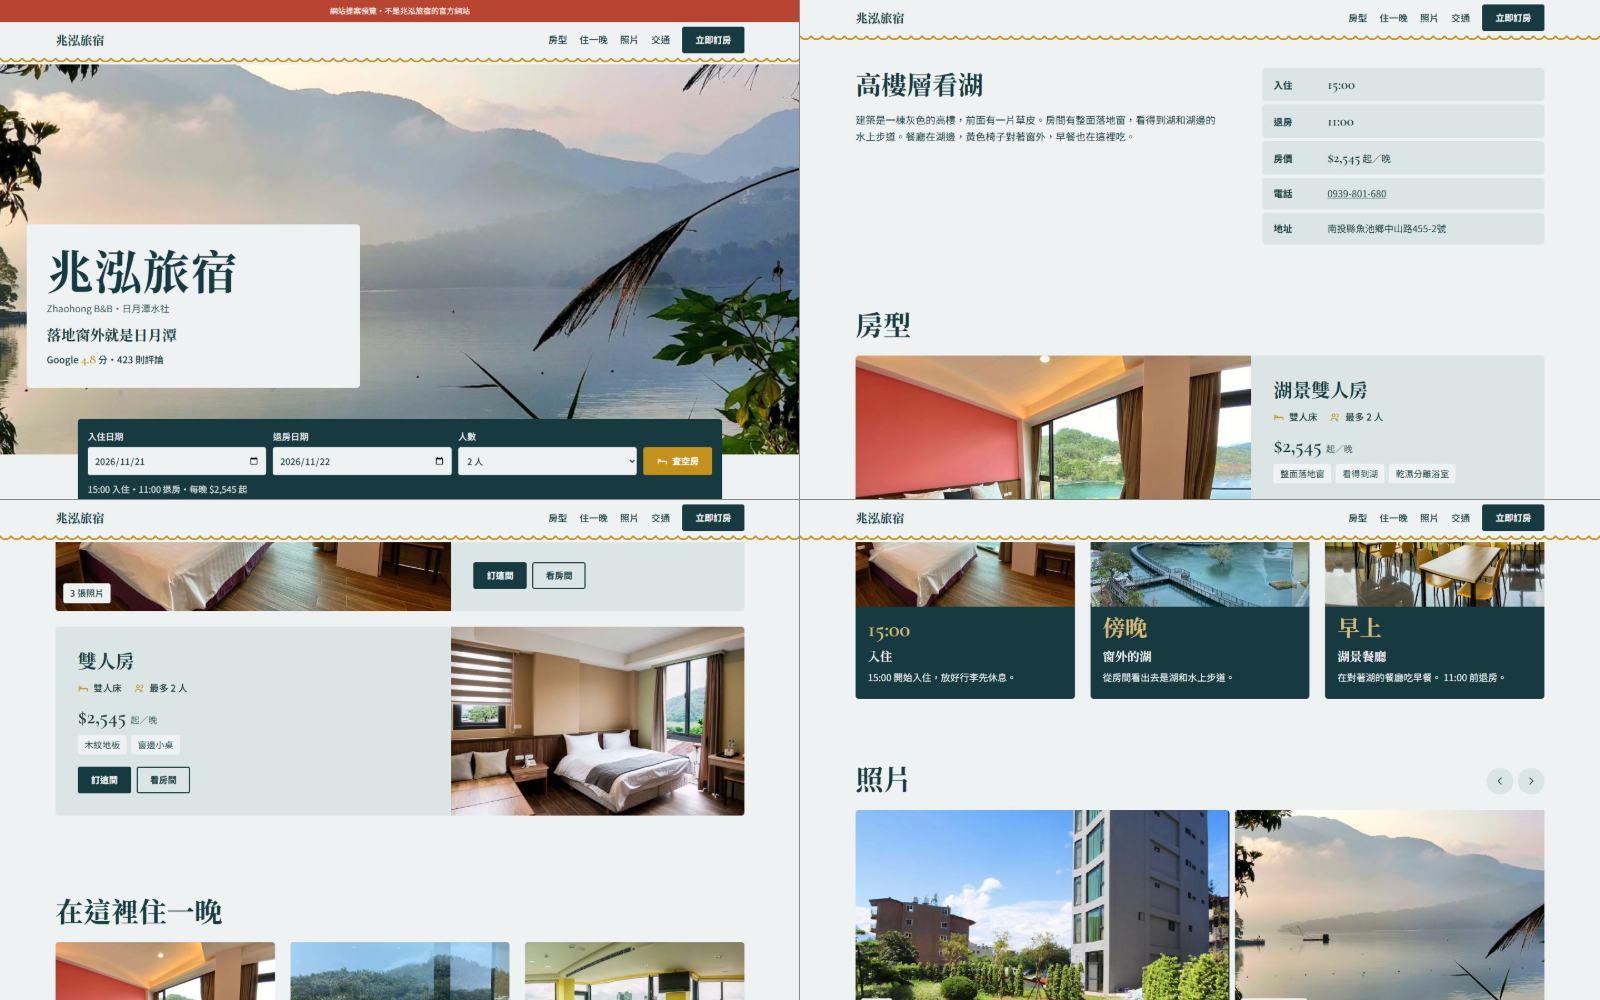 網站提案預覽・不是兆泓旅宿的官方網站
兆泓旅宿
房型 住一晚 照片 交通 立即訂房
兆泓旅宿
Zhaohong B&B・日月潭水社
落地窗外就是日月潭
Google 4.8 分・423 則評論
入住日期 退房日期 人數
2026/11/21 2026/11/22 2 人 查空房
15:00 入住・11:00 退房・每晚 $2,545 起
兆泓旅宿
房型 住一晚 照片 交通 立即訂房
高樓層看湖
建築是一棟灰色的高樓，前面有一片草皮。房間有整面落地窗，看得到湖和湖邊的
水上步道。餐廳在湖邊，黃色椅子對著窗外，早餐也在這裡吃。
入住 15:00
退房 11:00
房價 $2,545 起／晚
電話 0939-801-680
地址 南投縣魚池鄉中山路455-2號
房型
湖景雙人房
雙人床 最多 2 人
$2,545 起／晚
整面落地窗 看得到湖 乾濕分離浴室
兆泓旅宿
房型 住一晚 照片 交通 立即訂房
3 張照片
訂這間 看房間
雙人房
雙人床 最多 2 人
$2,545 起／晚
木紋地板 窗邊小桌
訂這間 看房間
在這裡住一晚
兆泓旅宿
房型 住一晚 照片 交通 立即訂房
15:00
入住
15:00 開始入住，放好行李先休息。
傍晚
窗外的湖
從房間看出去是湖和水上步道。
早上
湖景餐廳
在對著湖的餐廳吃早餐。 11:00 前退房。
照片